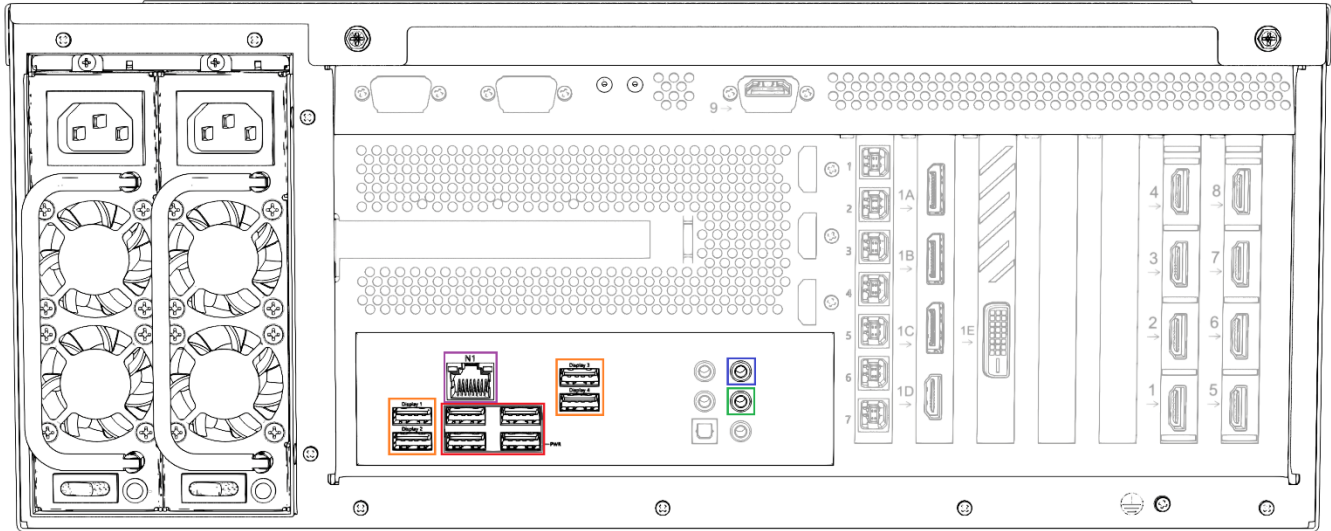 9→
1
2
3
4
5
6
7
1A
→
1B
→
1C
→
1D
→
1E
→
4
→
3
→
2
→
1
→
8
→
7
→
6
→
5
→
N1
Display 3
Display 4
Display 1
Display 2
PWR